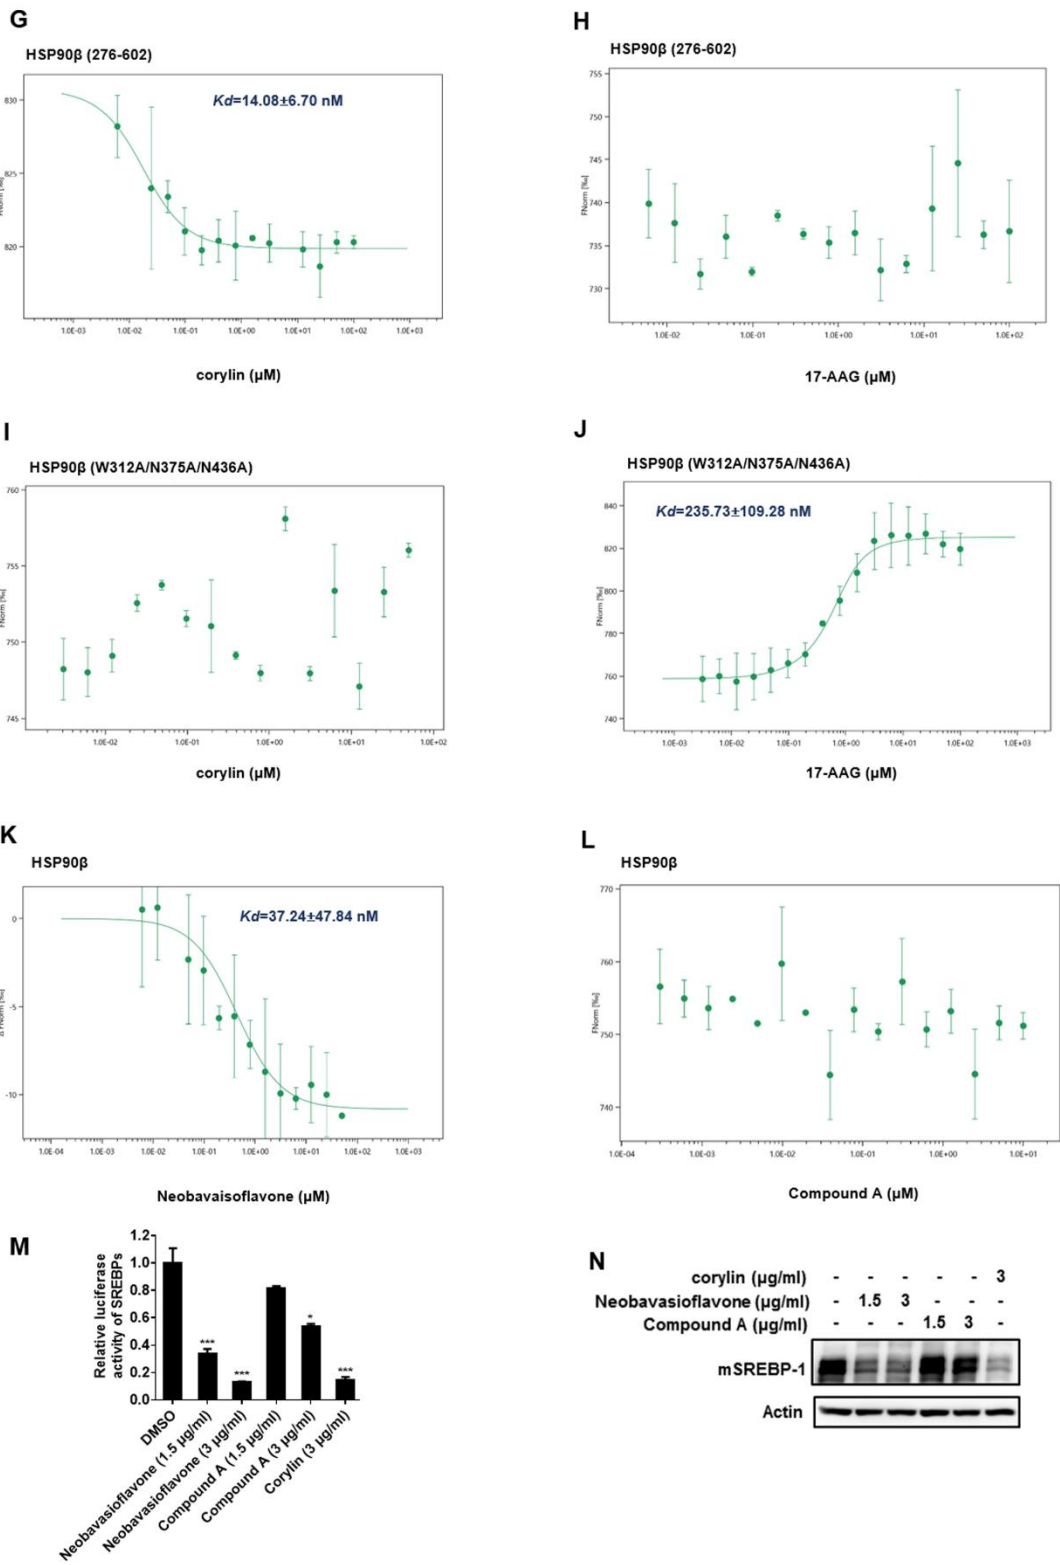 G
HSP90β (276-602)
Kd=14.08±6.70 nM
830
825
820
1.0E-03 1.0E-02 1.0E-01 1.0E+00 1.0E+01 1.0E+02 1.0E+03
corylin (µM)
H
HSP90β (276-602)
FNorm [‰]
755
750
745
740
735
730
1.0E-02 1.0E-01 1.0E+00 1.0E+01 1.0E+02
17-AAG (µM)
I
HSP90β (W312A/N375A/N436A)
FNorm [‰]
760
755
750
745
1.0E-02 1.0E-01 1.0E+00 1.0E+01 1.0E+02
corylin (µM)
J
HSP90β (W312A/N375A/N436A)
Kd=235.73±109.28 nM
FNorm [‰]
840
820
800
780
760
740
1.0E-03 1.0E-02 1.0E-01 1.0E+00 1.0E+01 1.0E+02 1.0E+03
17-AAG (µM)
K
HSP90β
Kd=37.24±47.84 nM
0
-5
-10
1.0E-04 1.0E-03 1.0E-02 1.0E-01 1.0E+00 1.0E+01 1.0E+02 1.0E+03
Neobavaisoflavone (µM)
L
HSP90β
FNorm [‰]
770
760
750
740
1.0E-04 1.0E-03 1.0E-02 1.0E-01 1.0E+00 1.0E+01
Compound A (µM)
M
Relative luciferase
activity of SREBPs
1.2
1.0
0.8
0.6
0.4
0.2
0.0
*** *** * ***
DMSO
Neobavasioflavone (1.5 µg/ml)
Neobavasioflavone (3 µg/ml)
Compound A (1.5 µg/ml)
Compound A (3 µg/ml)
Corylin (3 µg/ml)
N
corylin (µg/ml) - - - - - 3
Neobavasioflavone (µg/ml) - 1.5 3 - - -
Compound A (µg/ml) - - - 1.5 3 -
mSREBP-1
Actin